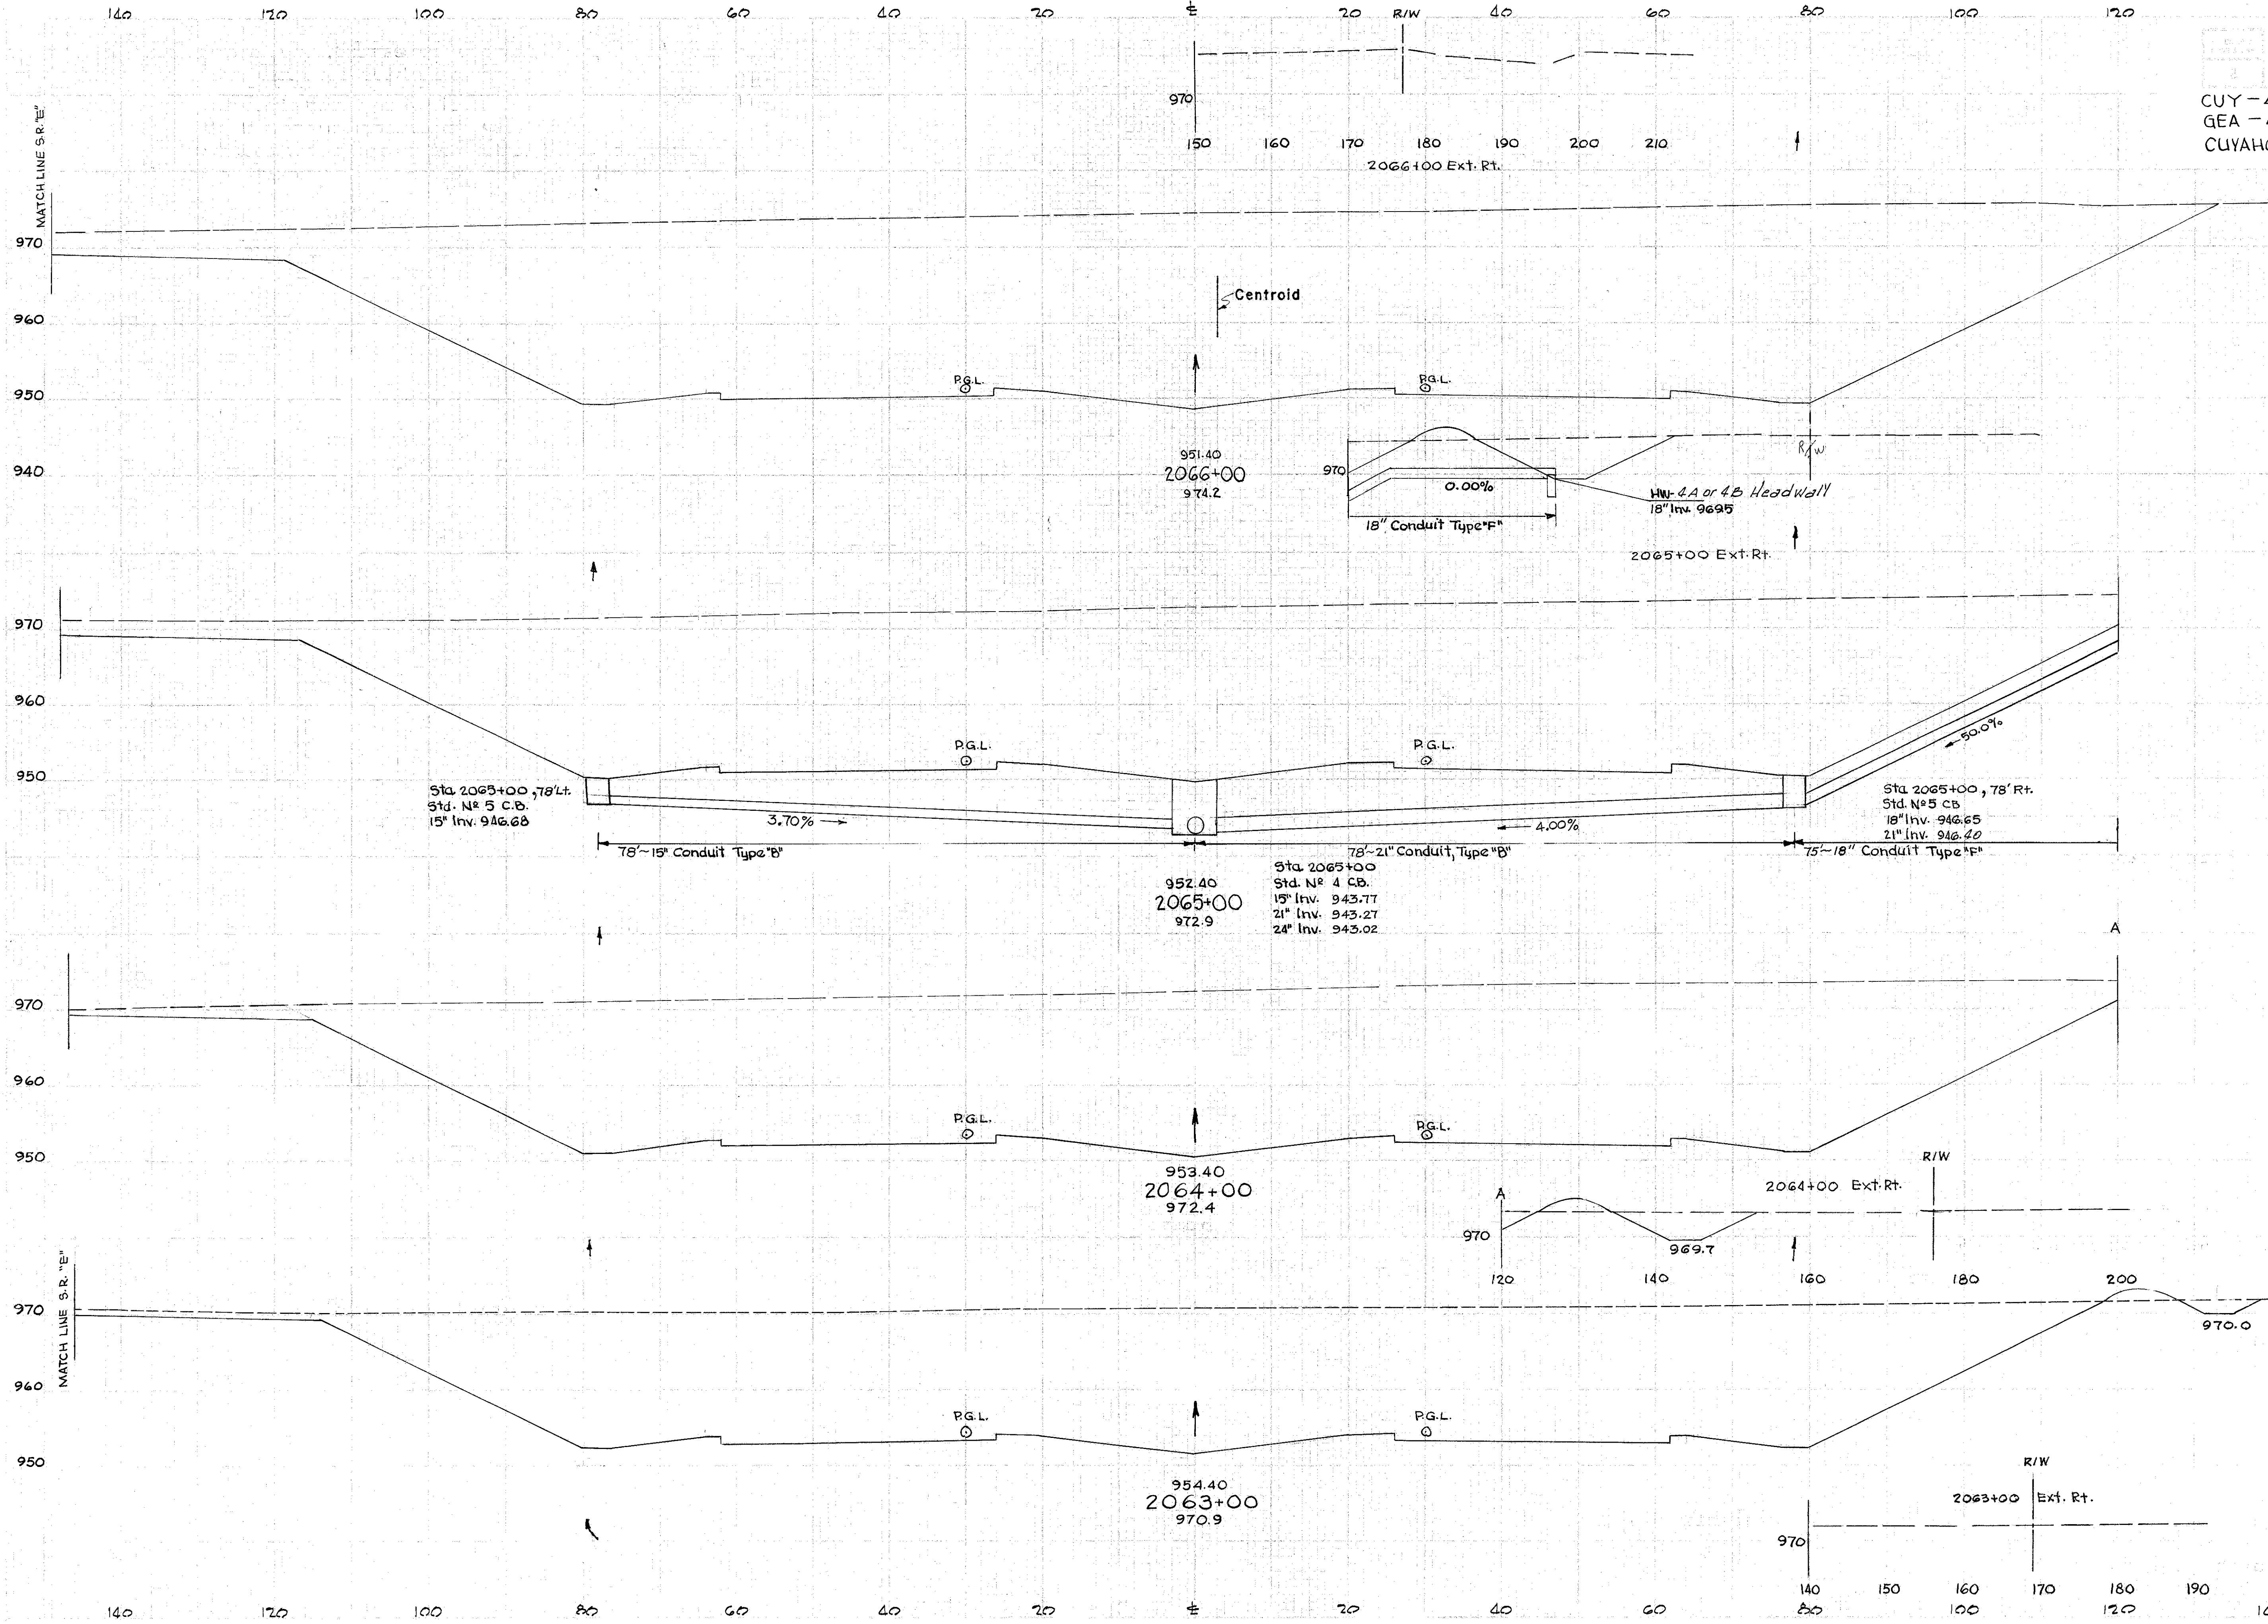 140 120 100 80 60 40 20 ℄ 20 R/W 40 60 80 100 120
CUY -
GEA -
970
150 160 170 180 190 200 210
2066+00 Ext. Rt.
MATCH LINE S.R. "E"
970
960
Centroid
950
P.G.L. P.G.L.
940
951.40
2066+00
974.2
970
0.00%
R/W
HW-4A or 4B Headwall
18" Inv. 969.5
18" Conduit Type "F"
2065+00 Ext. Rt.
970
960
950
P.G.L. P.G.L.
50.0%
Sta 2065+00, 78' Lt.
Std. Nº 5 C.B.
15" Inv. 946.68
3.70%
4.00%
Sta 2065+00, 78' Rt.
Std. Nº 5 CB
18" Inv. 946.65
21" Inv. 946.40
78'~15" Conduit Type "B"
78'~21" Conduit, Type "B"
75'~18" Conduit Type "F"
952.40
2065+00
972.9
Sta 2065+00
Std. Nº 4 C.B.
15" Inv. 943.77
21" Inv. 943.27
24" Inv. 943.02
A
970
960
950
P.G.L. P.G.L.
953.40
2064+00
972.4
R/W
2064+00 Ext. Rt.
A
970
969.7
120 140 160 180 200
MATCH LINE S.R. "E"
970
960
950
970.0
P.G.L. P.G.L.
954.40
2063+00
970.9
R/W
2063+00 Ext. Rt.
970
140 150 160 170 180 190
140 120 100 80 60 40 20 ℄ 20 40 60 80 100 120